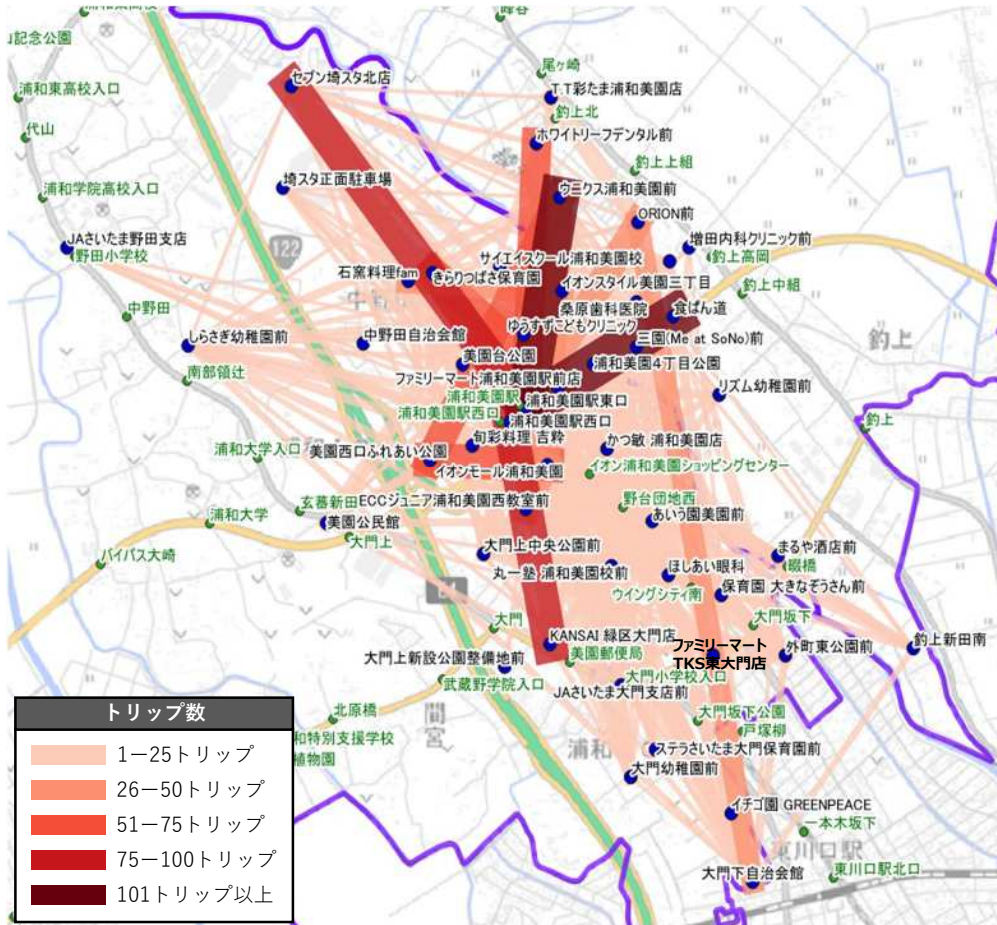 峰谷
山記念公園
浦和東高校入口
代山
浦和学院高校入口
セブン埼スタ北店
尾ヶ崎
T.T彩たま浦和美園店
釣上北
ホワイトリーフデンタル前
釣上上組
埼スタ正面駐車場
ウニクス浦和美園前
ORION前
JAさいたま野田支店
野田小学校
122
増田内科クリニック前
釣上高岡
サイエイスクール浦和美園校
石窯料理fam
きらりつばさ保育園
イオンスタイル美園三丁目
釣上中組
桑原歯科医院
食ぱん道
中野田
ゆうすずこどもクリニック
しらさぎ幼稚園前
中野田自治会館
三園(Me at SoNo)前
釣上
美園台公園
浦和美園4丁目公園
ファミリーマート浦和美園駅前店
南部領辻
リズム幼稚園前
浦和美園駅
浦和美園駅東口
浦和美園駅西口
浦和美園駅西口
釣上
旬彩料理 吉粋
かつ敏 浦和美園店
浦和大学入口
美園西口ふれあい公園
イオンモール浦和美園
イオン浦和美園ショッピングセンター
ECCジュニア浦和美園西教室前
野台団地西
玄蕃新田
浦和大学
美園公民館
あいう園美園前
大門上
バイパス大崎
大門上中央公園前
まるや酒店前
畷橋
丸一塾 浦和美園校前
ほしあい眼科
ウイングシティ南
保育園 大きなぞうさん前
大門
大門坂下
KANSAI 緑区大門店
ファミリーマート
TKS東大門店
外町東公園前
釣上新田南
美園郵便局
大門上新設公園整備地前
大門小学校入口
武蔵野学院入口
JAさいたま大門支店前
北原橋
間宮
大門坂下公園
戸塚柳
和特別支援学校
植物園
浦和
ステラさいたま大門保育園前
大門幼稚園前
イチゴ園 GREENPEACE
一本木坂下
東川口駅
大門下自治会館
東川口駅北口
トリップ数
1ー25トリップ
26ー50トリップ
51ー75トリップ
75ー100トリップ
101トリップ以上